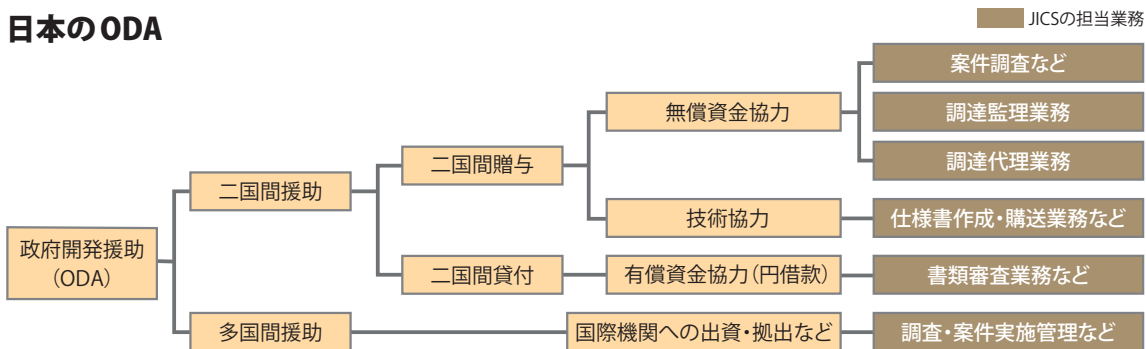 日本のODA
JICSの担当業務
案件調査など
無償資金協力
調達監理業務
調達代理業務
二国間贈与
二国間援助
技術協力
仕様書作成・購送業務など
政府開発援助
(ODA)
二国間貸付
有償資金協力(円借款)
書類審査業務など
多国間援助
国際機関への出資・拠出など
調査・案件実施管理など